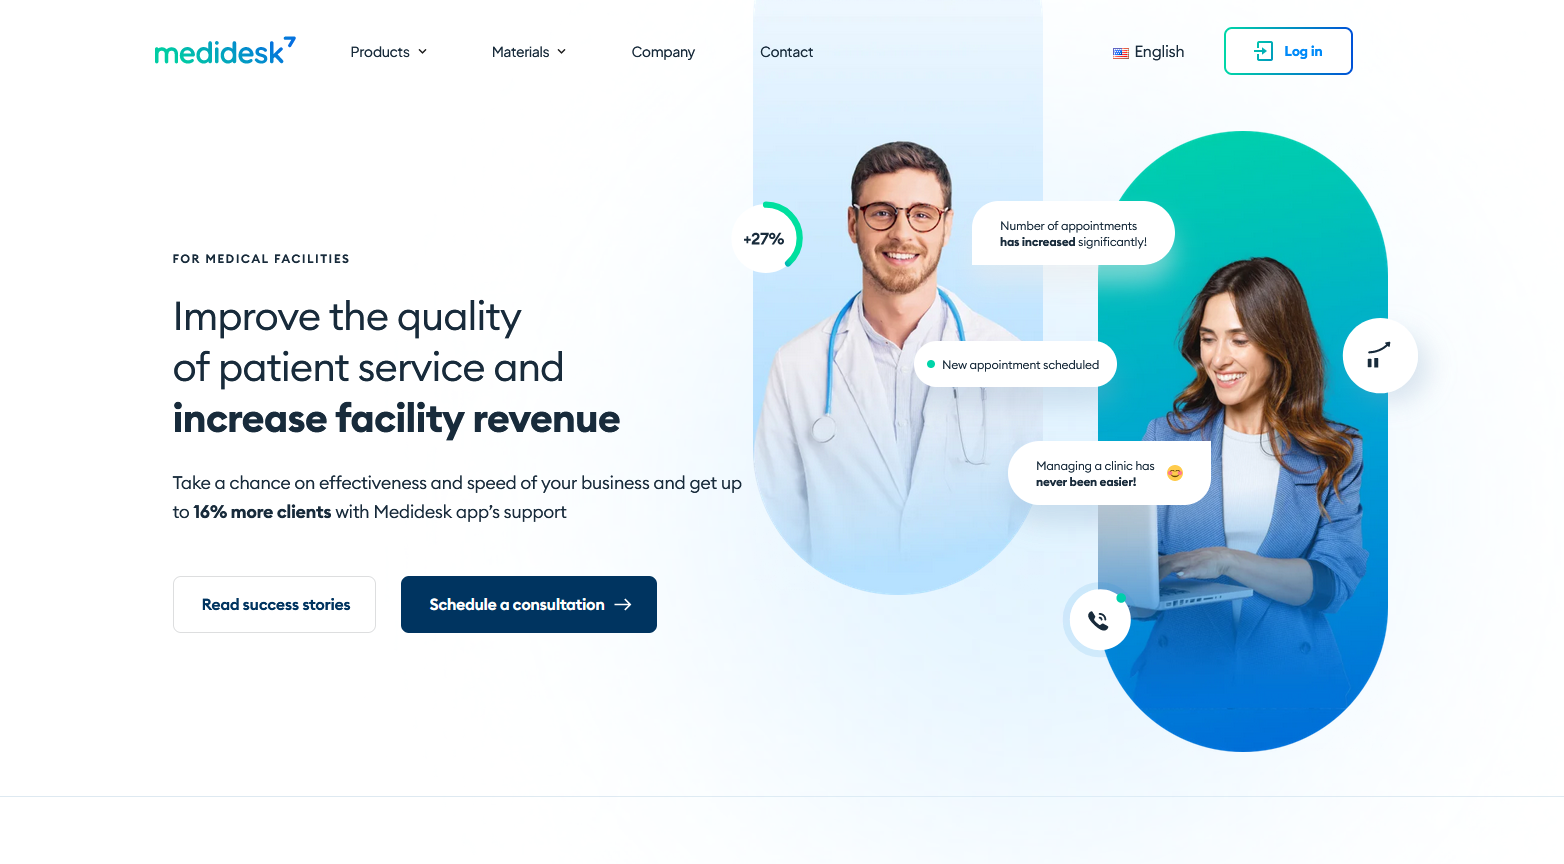 medidesk
Products
Materials
Company
Contact
English
Log in
+27%
Number of appointments
has increased significantly!
FOR MEDICAL FACILITIES
Improve the quality
of patient service and
increase facility revenue
New appointment scheduled
Managing a clinic has
never been easier!
Take a chance on effectiveness and speed of your business and get up
to 16% more clients with Medidesk app’s support
Read success stories
Schedule a consultation